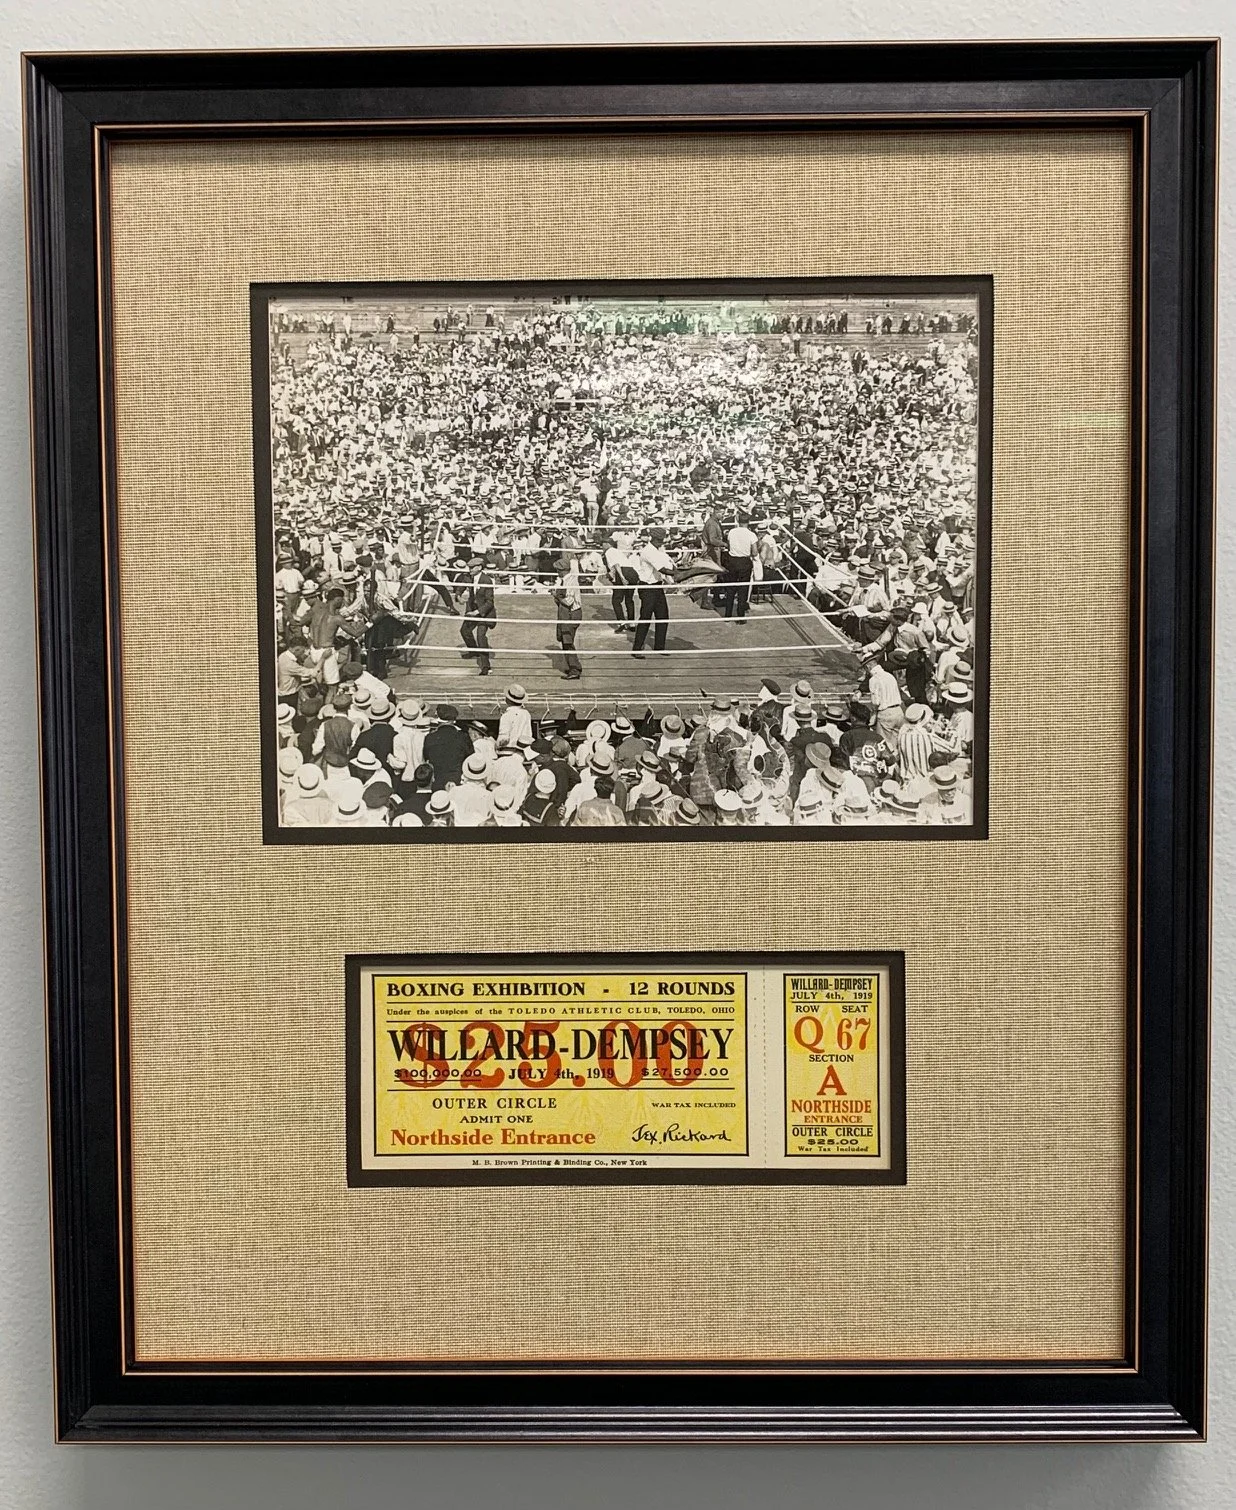 BOXING EXHIBITION - 12 ROUNDS
Under the auspices of the TOLEDO ATHLETIC CLUB, TOLEDO, OHIO
$25.00
WILLARD-DEMPSEY
$100,000.00 JULY 4th, 1919 $27,500.00
OUTER CIRCLE WAR TAX INCLUDED
ADMIT ONE
Northside Entrance Tex. Rickard
M. B. Brown Printing & Binding Co., New York
WILLARD-DEMPSEY
JULY 4th, 1919
ROW SEAT
Q 67
SECTION
A
NORTHSIDE
ENTRANCE
OUTER CIRCLE
$25.00
War Tax Included